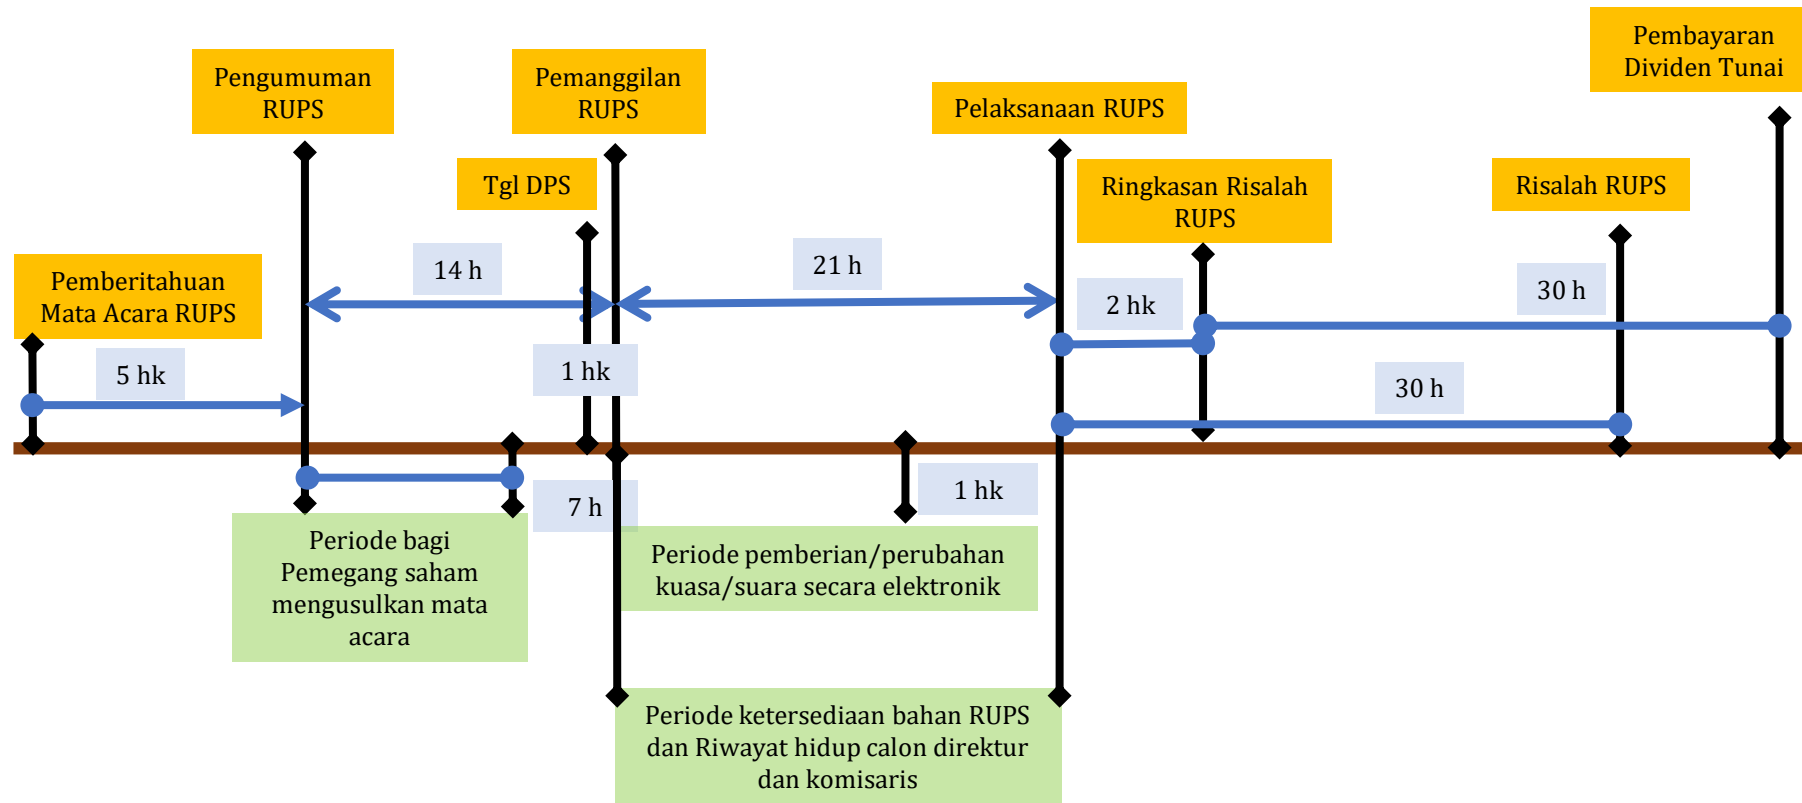 Pembayaran
Dividen Tunai
Pengumuman
RUPS
Pemanggilan
RUPS
Pelaksanaan RUPS
Tgl DPS
Ringkasan Risalah
RUPS
Risalah RUPS
Pemberitahuan
Mata Acara RUPS
14 h
21 h
2 hk
30 h
5 hk
1 hk
30 h
7 h
1 hk
Periode bagi
Pemegang saham
mengusulkan mata
acara
Periode pemberian/perubahan
kuasa/suara secara elektronik
Periode ketersediaan bahan RUPS
dan Riwayat hidup calon direktur
dan komisaris